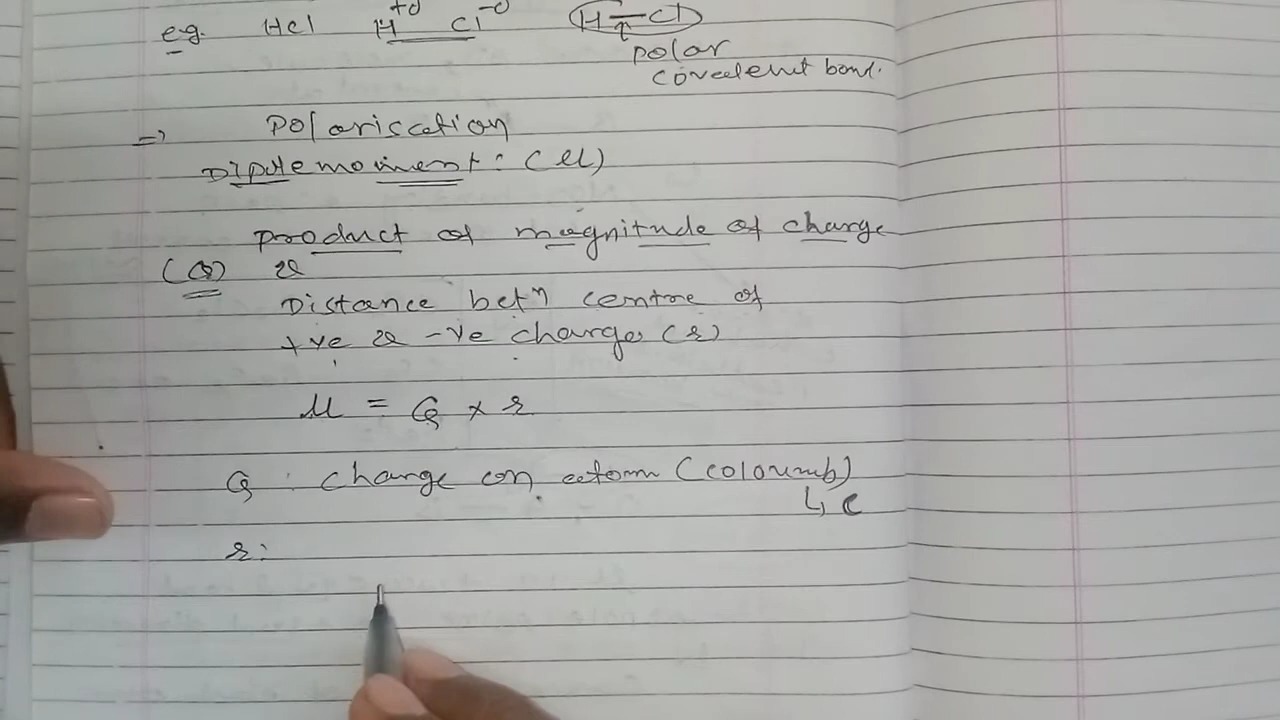 e.g. HCl H+δ Cl-δ H—Cl
polar
covalent bond.
⇒ Polarisation
Dipole moment: (μ)
product of magnitude of charge
(Q) &
Distance betn centre of
+ve & -ve charge (r)
μ = Q × r
Q : charge on atom (coloumb)
↳ C
r: